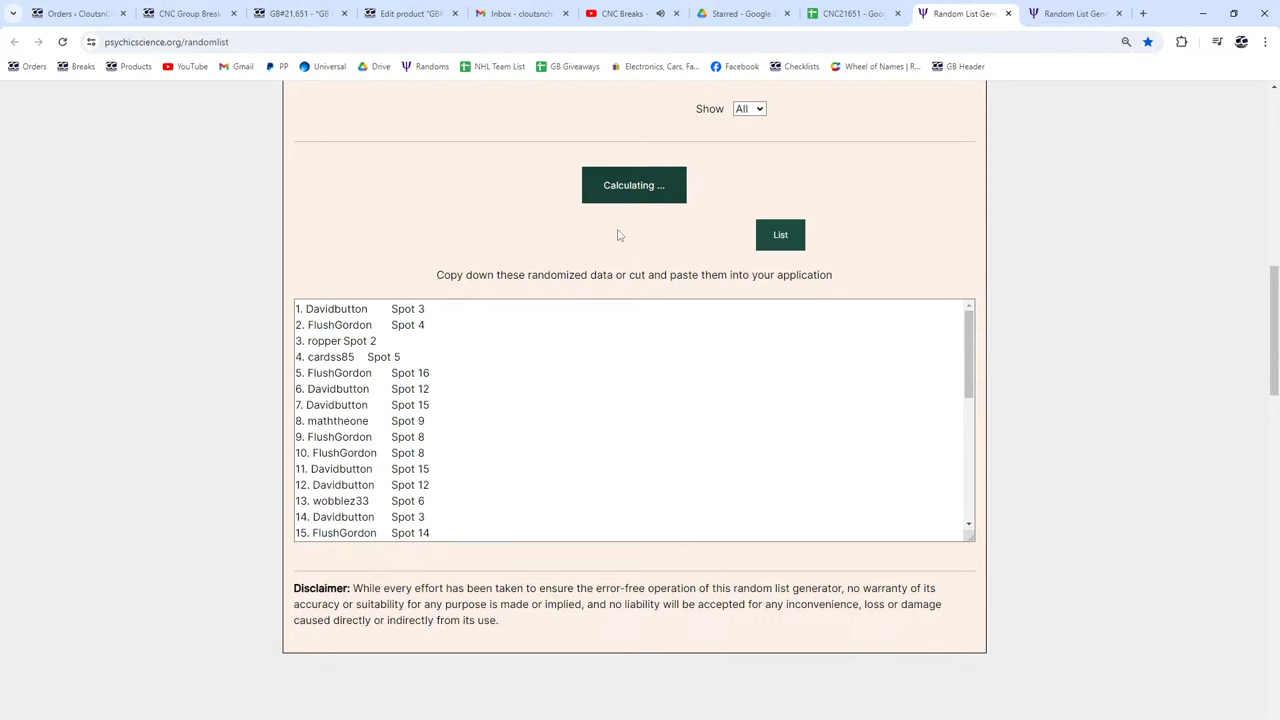 Orders · CloutsnC
CNC Group Break
GB#21,651 - "GB
Edit product "GB#
Inbox - cloutsnch
CNC Breaks -
Starred - Google
CNC21651 - Goo
Random List Gene
Random List Gene
psychicscience.org/randomlist
Orders
Breaks
Products
YouTube
Gmail
PP
Universal
Drive
Randoms
NHL Team List
GB Giveaways
Electronics, Cars, Fa...
Facebook
Checklists
Wheel of Names | R...
GB Header
Show All
Calculating ...
List
Copy down these randomized data or cut and paste them into your application
1. Davidbutton Spot 3
2. FlushGordon Spot 4
3. ropper Spot 2
4. cardss85 Spot 5
5. FlushGordon Spot 16
6. Davidbutton Spot 12
7. Davidbutton Spot 15
8. maththeone Spot 9
9. FlushGordon Spot 8
10. FlushGordon Spot 8
11. Davidbutton Spot 15
12. Davidbutton Spot 12
13. wobblez33 Spot 6
14. Davidbutton Spot 3
15. FlushGordon Spot 14
Disclaimer: While every effort has been taken to ensure the error-free operation of this random list generator, no warranty of its
accuracy or suitability for any purpose is made or implied, and no liability will be accepted for any inconvenience, loss or damage
caused directly or indirectly from its use.